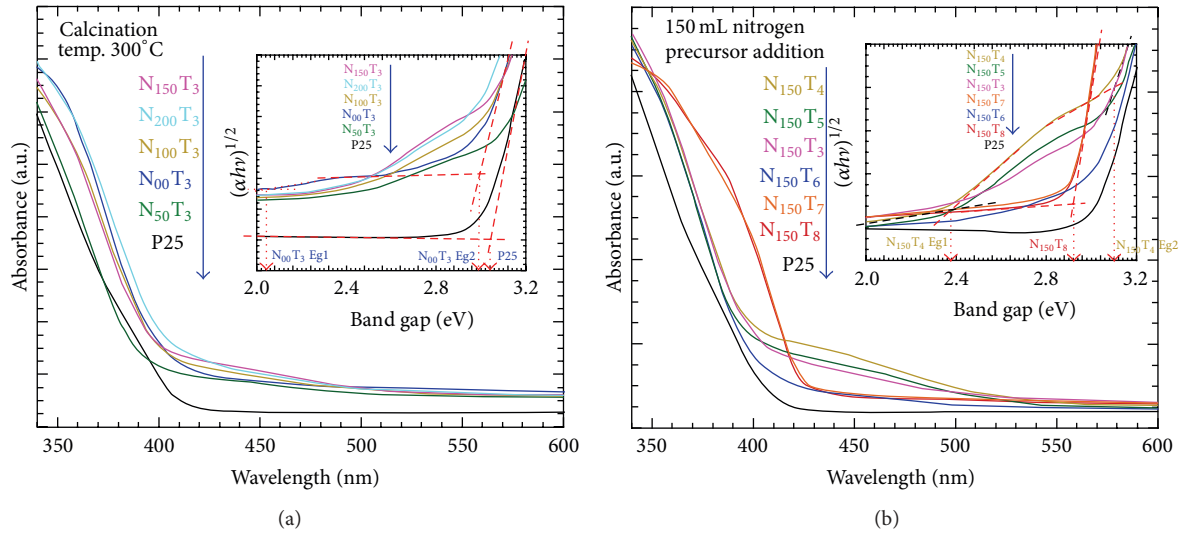 Calcination
temp. 300°C
N₁₅₀T₃
N₂₀₀T₃
N₁₀₀T₃
N₀₀T₃
N₅₀T₃
P25
N₁₅₀T₃
N₂₀₀T₃
N₁₀₀T₃
N₀₀T₃
N₅₀T₃
P25
(αhν)^1/2
N₀₀T₃ Eg1
N₀₀T₃ Eg2
P25
2.0 2.4 2.8 3.2
Band gap (eV)
Absorbance (a.u.)
350 400 450 500 550 600
Wavelength (nm)
(a)
150 mL nitrogen
precursor addition
N₁₅₀T₄
N₁₅₀T₅
N₁₅₀T₃
N₁₅₀T₆
N₁₅₀T₇
N₁₅₀T₈
P25
N₁₅₀T₄
N₁₅₀T₅
N₁₅₀T₃
N₁₅₀T₇
N₁₅₀T₆
N₁₅₀T₈
P25
(αhν)^1/2
N₁₅₀T₄ Eg1
N₁₅₀T₈
N₁₅₀T₄ Eg2
2.0 2.4 2.8 3.2
Band gap (eV)
Absorbance (a.u.)
350 400 450 500 550 600
Wavelength (nm)
(b)